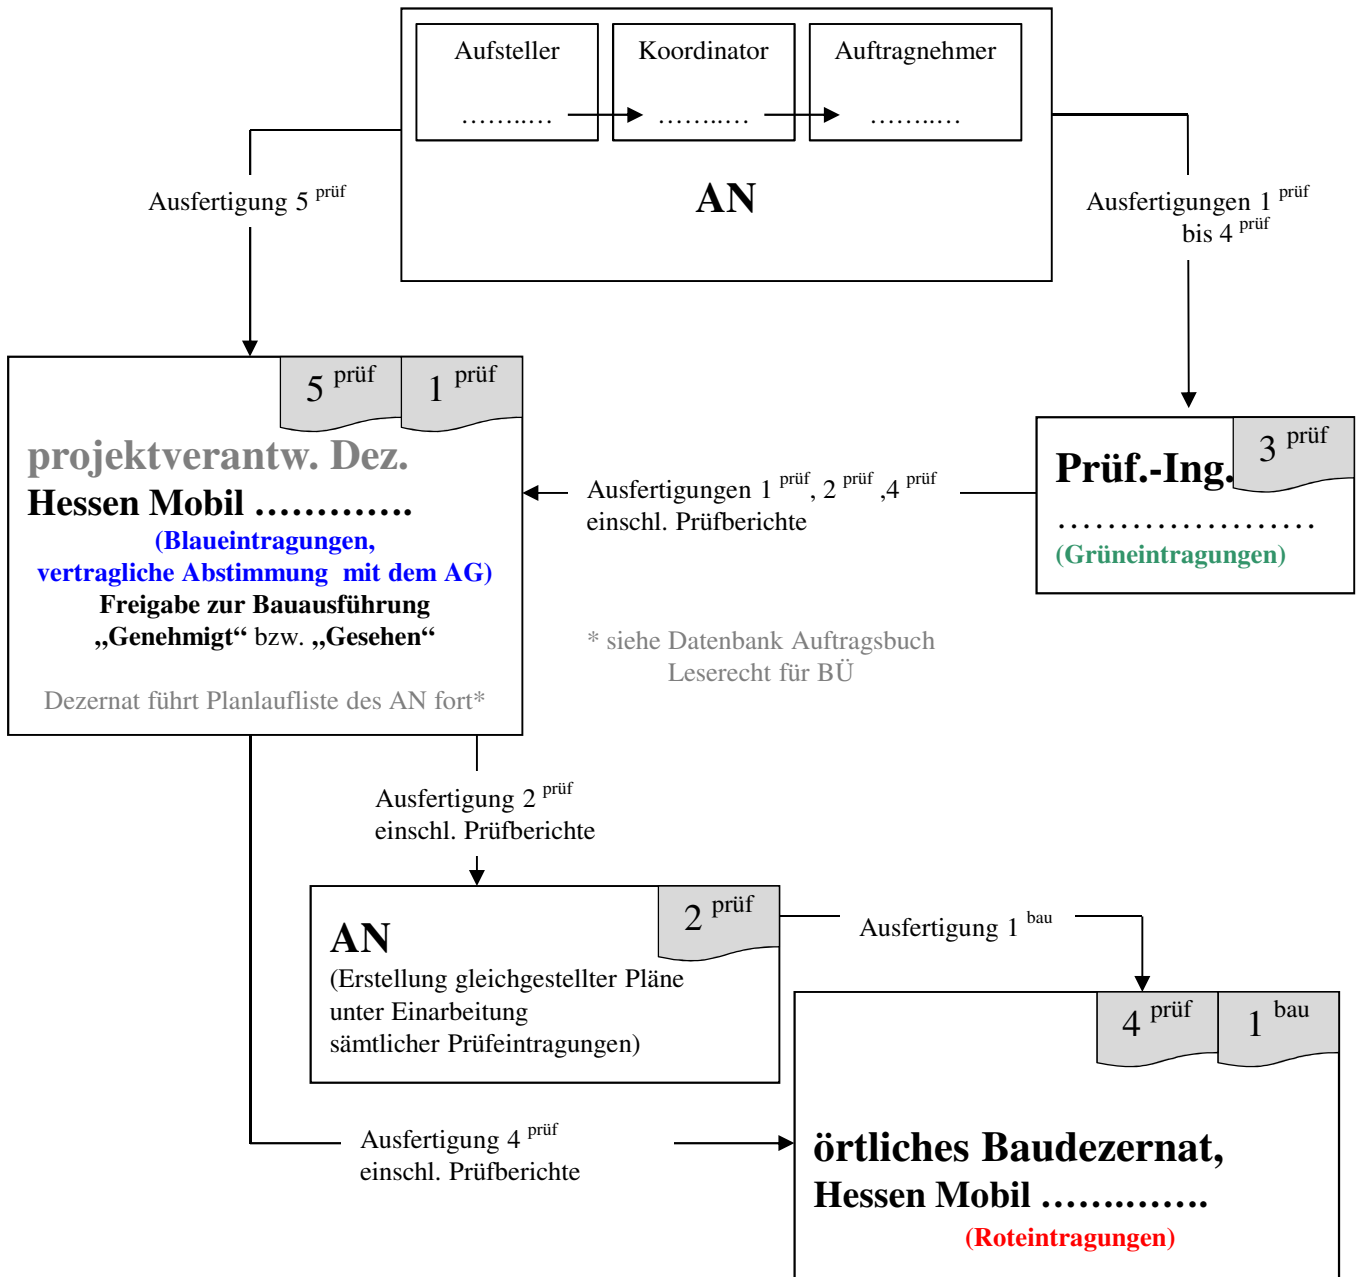 Aufsteller
Koordinator
Auftragnehmer
……..…
……..…
……..…
AN
Ausfertigung 5 prüf
Ausfertigungen 1 prüf
bis 4 prüf
5 prüf
1 prüf
projektverantw. Dez.
Hessen Mobil ………….
(Blaueintragungen,
vertragliche Abstimmung mit dem AG)
Freigabe zur Bauausführung
„Genehmigt“ bzw. „Gesehen“
Dezernat führt Planlaufliste des AN fort*
Ausfertigungen 1 prüf, 2 prüf ,4 prüf
einschl. Prüfberichte
3 prüf
Prüf.-Ing.
…………………
(Grüneintragungen)
* siehe Datenbank Auftragsbuch
Leserecht für BÜ
Ausfertigung 2 prüf
einschl. Prüfberichte
2 prüf
AN
(Erstellung gleichgestellter Pläne
unter Einarbeitung
sämtlicher Prüfeintragungen)
Ausfertigung 1 bau
4 prüf
1 bau
Ausfertigung 4 prüf
einschl. Prüfberichte
örtliches Baudezernat,
Hessen Mobil ……..…….
(Roteintragungen)